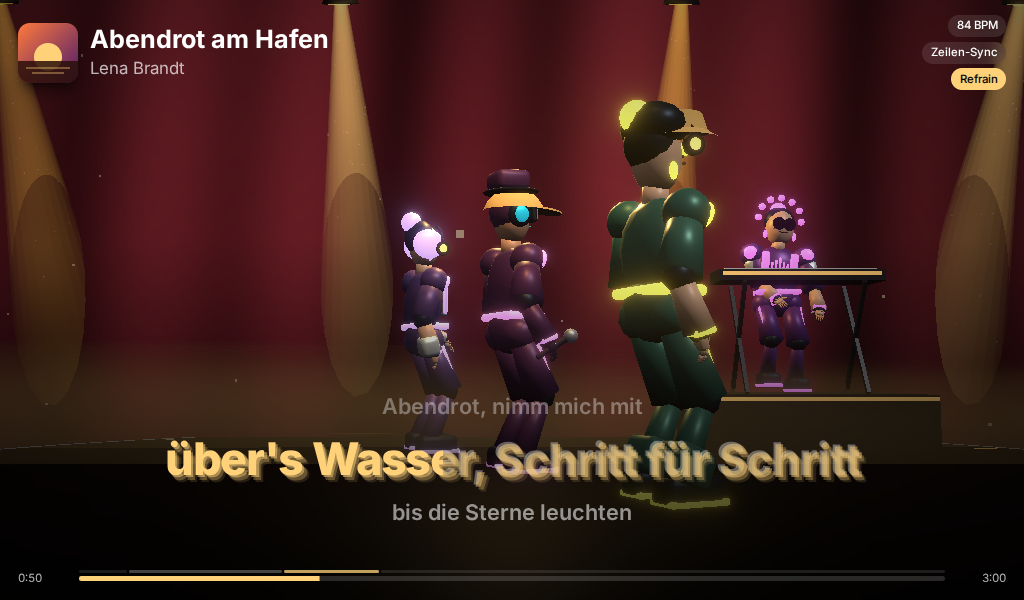 Abendrot am Hafen
Lena Brandt
84 BPM
Zeilen-Sync
Refrain
Abendrot, nimm mich mit
über's Wasser, Schritt für Schritt
bis die Sterne leuchten
0:50
3:00